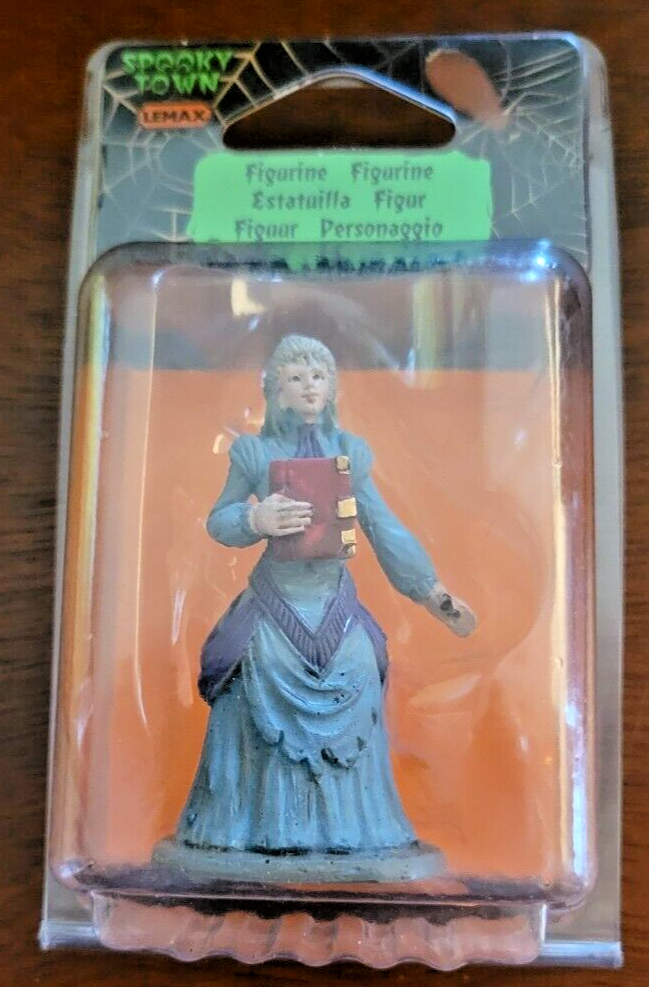 SPOOKY
TOWN
LEMAX
Figurine Figurine
Estatuilla Figur
Figuur Personaggio